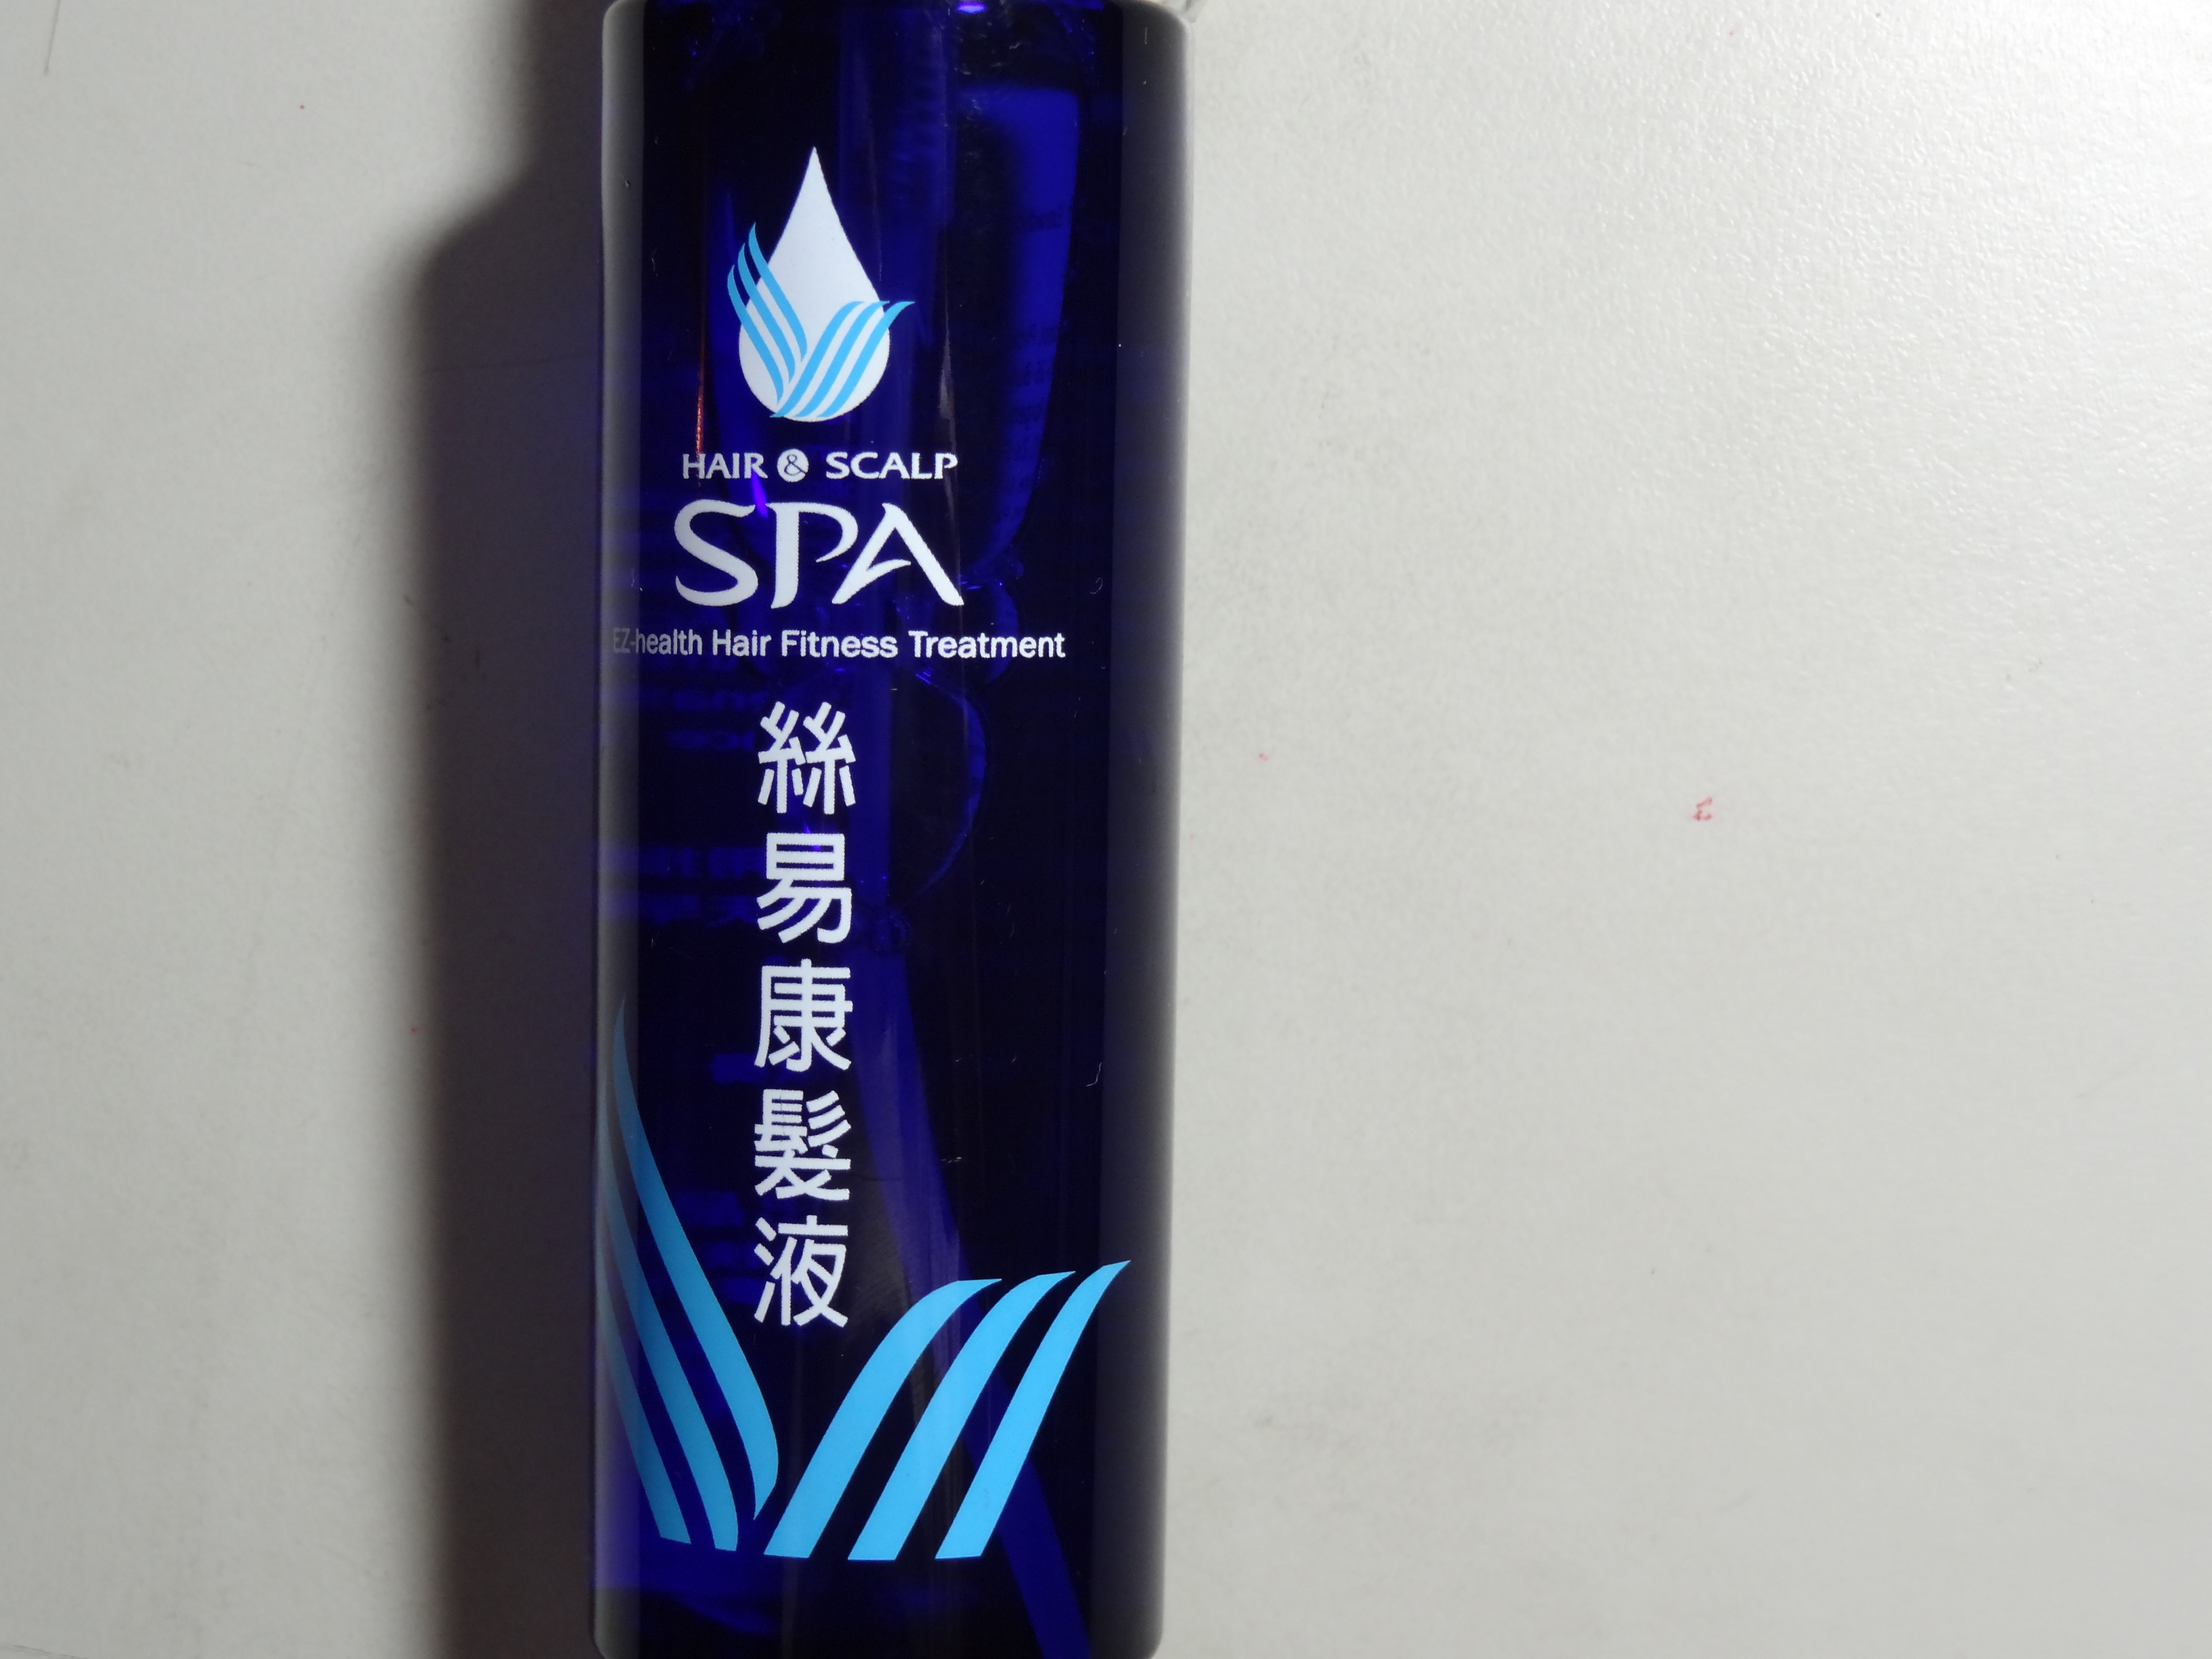 HAIR & SCALP
SPA
EZ-health Hair Fitness Treatment
絲易康髮液